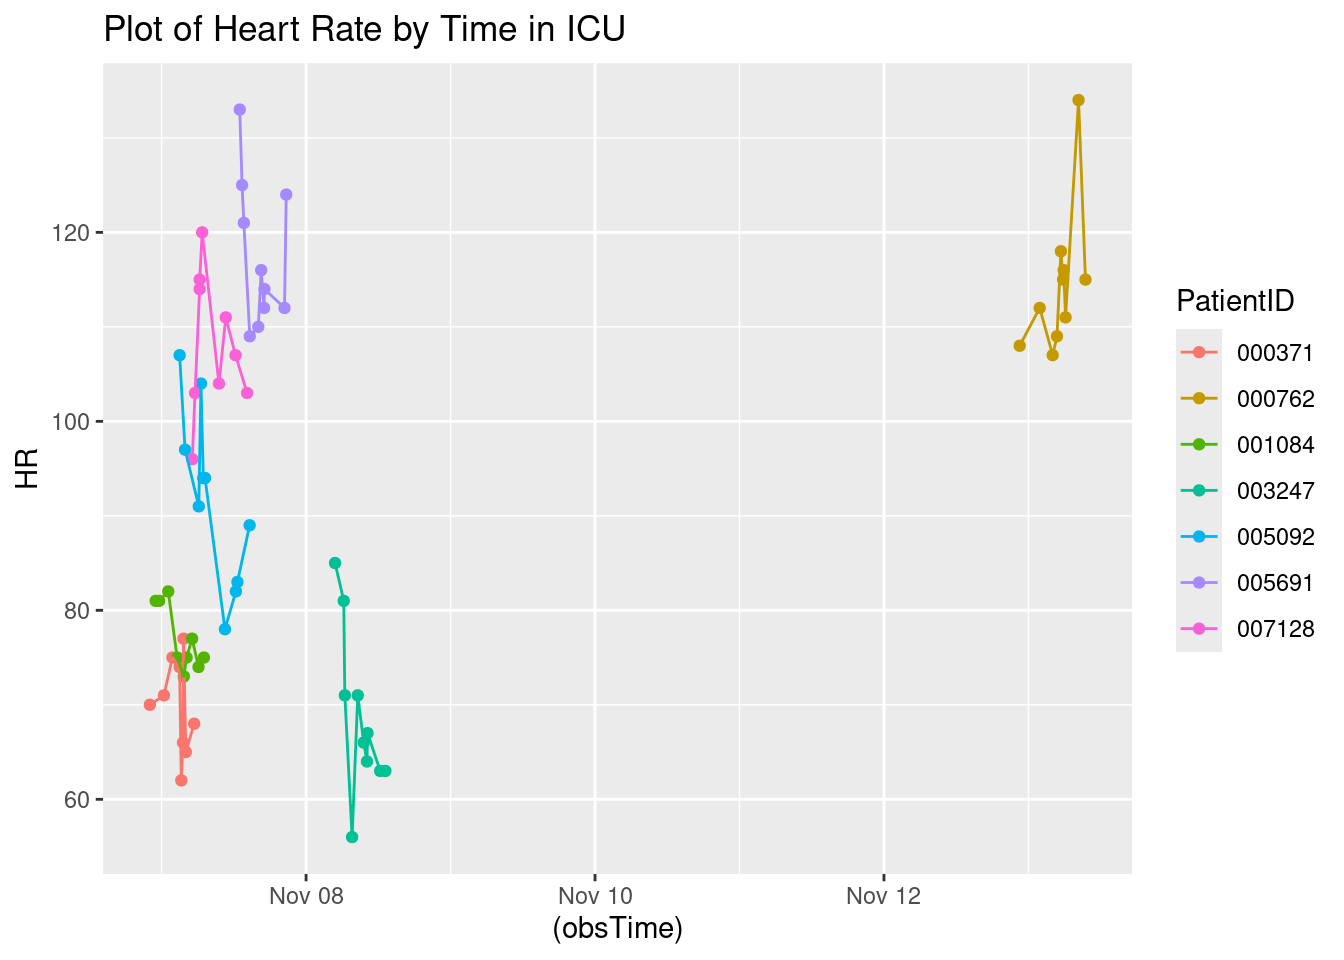 Plot of Heart Rate by Time in ICU
HR
120
100
80
60
Nov 08
Nov 10
Nov 12
(obsTime)
PatientID
000371
000762
001084
003247
005092
005691
007128